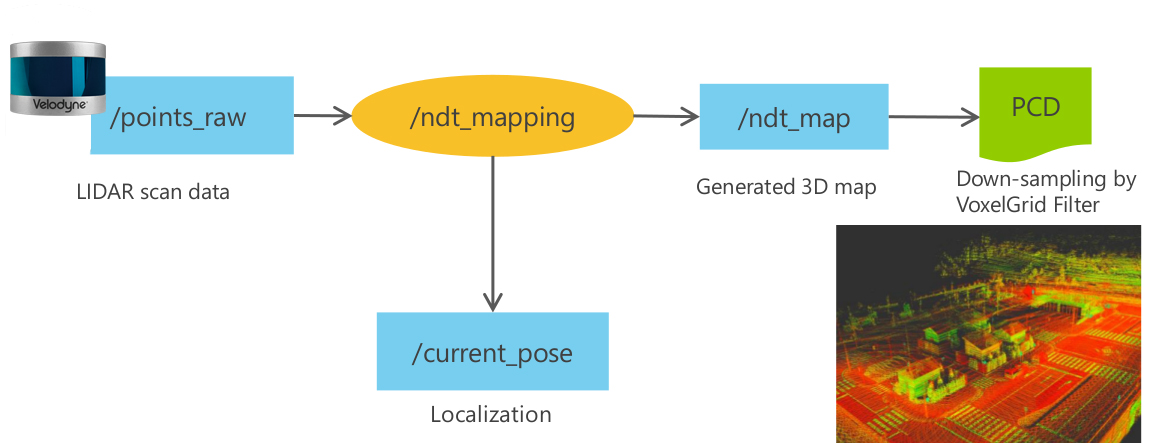 Velodyne
/points_raw
/ndt_mapping
/ndt_map
PCD
LIDAR scan data
Generated 3D map
Down-sampling by
VoxelGrid Filter
/current_pose
Localization